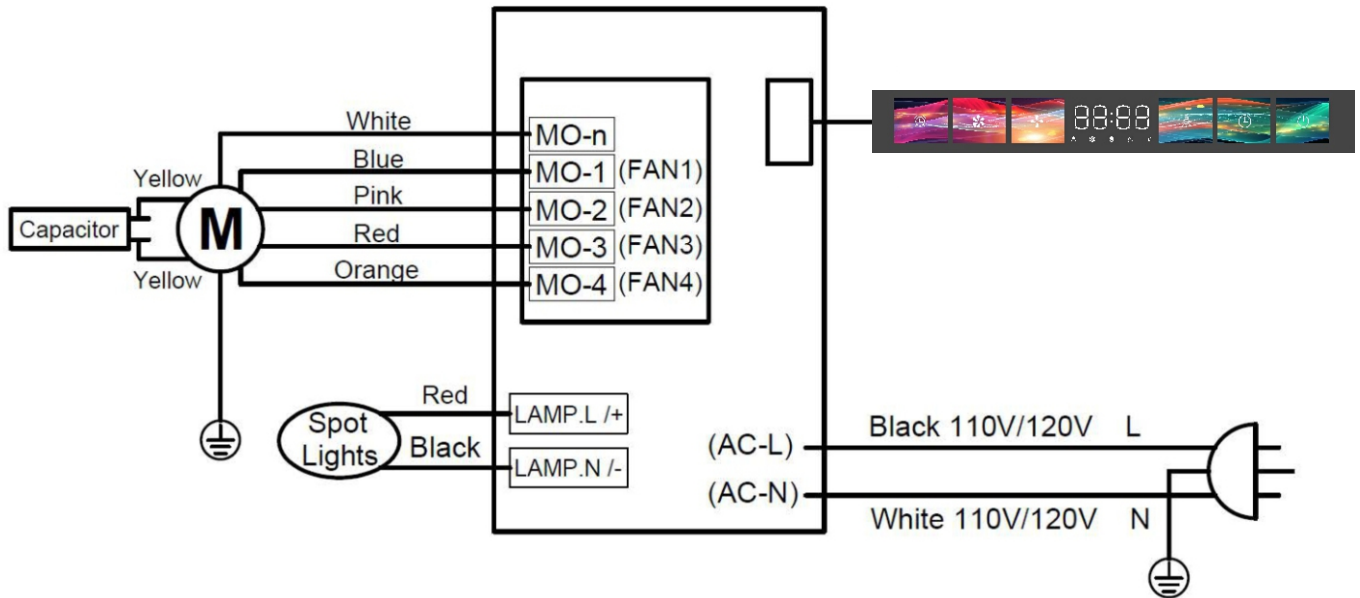 White
MO-n
Blue
MO-1 (FAN1)
Yellow
Pink
MO-2 (FAN2)
Capacitor
M
Red
MO-3 (FAN3)
Yellow
Orange
MO-4 (FAN4)
88:88
Red
LAMP.L /+
Spot
Lights
Black
LAMP.N /-
(AC-L)
Black 110V/120V L
(AC-N)
White 110V/120V N